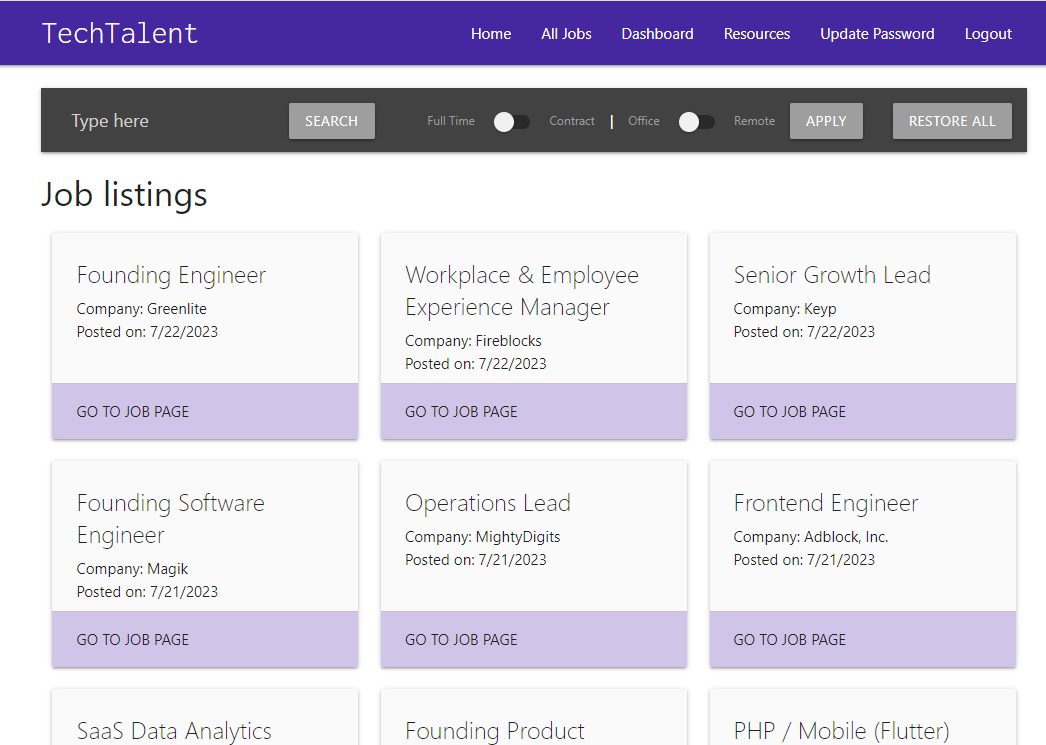 TechTalent Home All Jobs Dashboard Resources Update Password Logout
Type here SEARCH Full Time Contract | Office Remote APPLY RESTORE ALL
Job listings
Founding Engineer
Company: Greenlite
Posted on: 7/22/2023
GO TO JOB PAGE
Workplace & Employee
Experience Manager
Company: Fireblocks
Posted on: 7/22/2023
GO TO JOB PAGE
Senior Growth Lead
Company: Keyp
Posted on: 7/22/2023
GO TO JOB PAGE
Founding Software
Engineer
Company: Magik
Posted on: 7/21/2023
GO TO JOB PAGE
Operations Lead
Company: MightyDigits
Posted on: 7/21/2023
GO TO JOB PAGE
Frontend Engineer
Company: Adblock, Inc.
Posted on: 7/21/2023
GO TO JOB PAGE
SaaS Data Analytics
Founding Product
PHP / Mobile (Flutter)